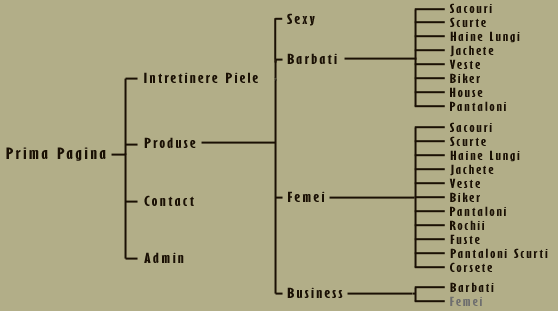 Prima Pagina
Intretinere Piele
Produse
Contact
Admin
Sexy
Barbati
Femei
Business
Sacouri
Scurte
Haine Lungi
Jachete
Veste
Biker
House
Pantaloni
Sacouri
Scurte
Haine Lungi
Jachete
Veste
Biker
Pantaloni
Rochii
Fuste
Pantaloni Scurti
Corsete
Barbati
Femei